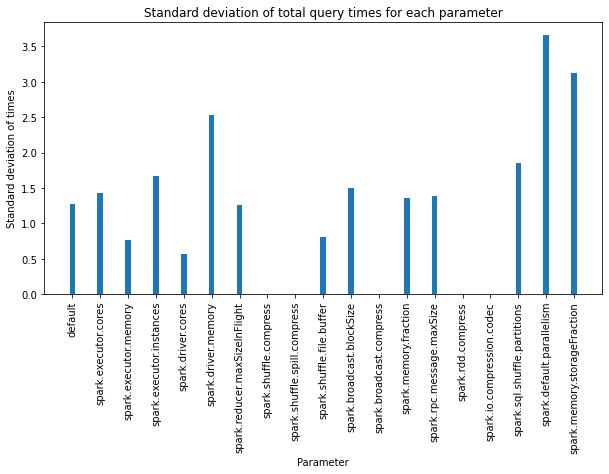 Standard deviation of total query times for each parameter
Standard deviation of times
3.5
3.0
2.5
2.0
1.5
1.0
0.5
0.0
default
spark.executor.cores
spark.executor.memory
spark.executor.instances
spark.driver.cores
spark.driver.memory
spark.reducer.maxSizeInFlight
spark.shuffle.compress
spark.shuffle.spill.compress
spark.shuffle.file.buffer
spark.broadcast.blockSize
spark.broadcast.compress
spark.memory.fraction
spark.rpc.message.maxSize
spark.rdd.compress
spark.io.compression.codec
spark.sql.shuffle.partitions
spark.default.parallelism
spark.memory.storageFraction
Parameter